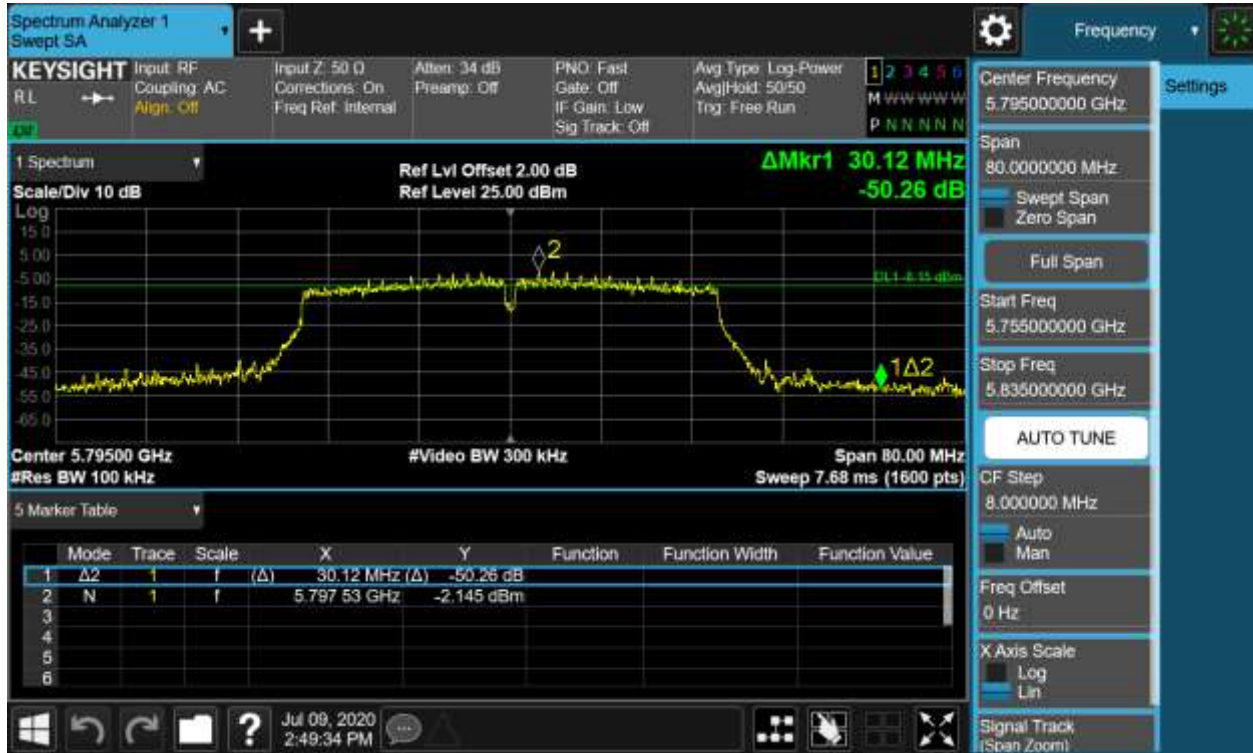 Spectrum Analyzer 1
Swept SA
+
Frequency
KEYSIGHT
RL
Input: RF
Coupling: AC
Align: Off
Input Z: 50 Ω
Corrections: On
Freq Ref: Internal
Atten: 34 dB
Preamp: Off
PNO: Fast
Gate: Off
IF Gain: Low
Sig Track: Off
Avg Type: Log-Power
Avg|Hold: 50/50
Trig: Free Run
1 2 3 4 5 6
M W W W W W
P N N N N N
1 Spectrum
Scale/Div 10 dB
Ref Lvl Offset 2.00 dB
Ref Level 25.00 dBm
ΔMkr1 30.12 MHz
-50.26 dB
Log
15.0
5.00
-5.00
-15.0
-25.0
-35.0
-45.0
-55.0
-65.0
2
DL1 -8.15 dBm
1Δ2
Center 5.79500 GHz
#Res BW 100 kHz
#Video BW 300 kHz
Span 80.00 MHz
Sweep 7.68 ms (1600 pts)
5 Marker Table
Mode Trace Scale X Y Function Function Width Function Value
1 Δ2 1 f (Δ) 30.12 MHz (Δ) -50.26 dB
2 N 1 f 5.797 53 GHz -2.145 dBm
3
4
5
6
Jul 09, 2020
2:49:34 PM
Center Frequency
5.795000000 GHz
Span
80.0000000 MHz
Swept Span
Zero Span
Full Span
Start Freq
5.755000000 GHz
Stop Freq
5.835000000 GHz
AUTO TUNE
CF Step
8.000000 MHz
Auto
Man
Freq Offset
0 Hz
X Axis Scale
Log
Lin
Signal Track
(Span Zoom)
Settings